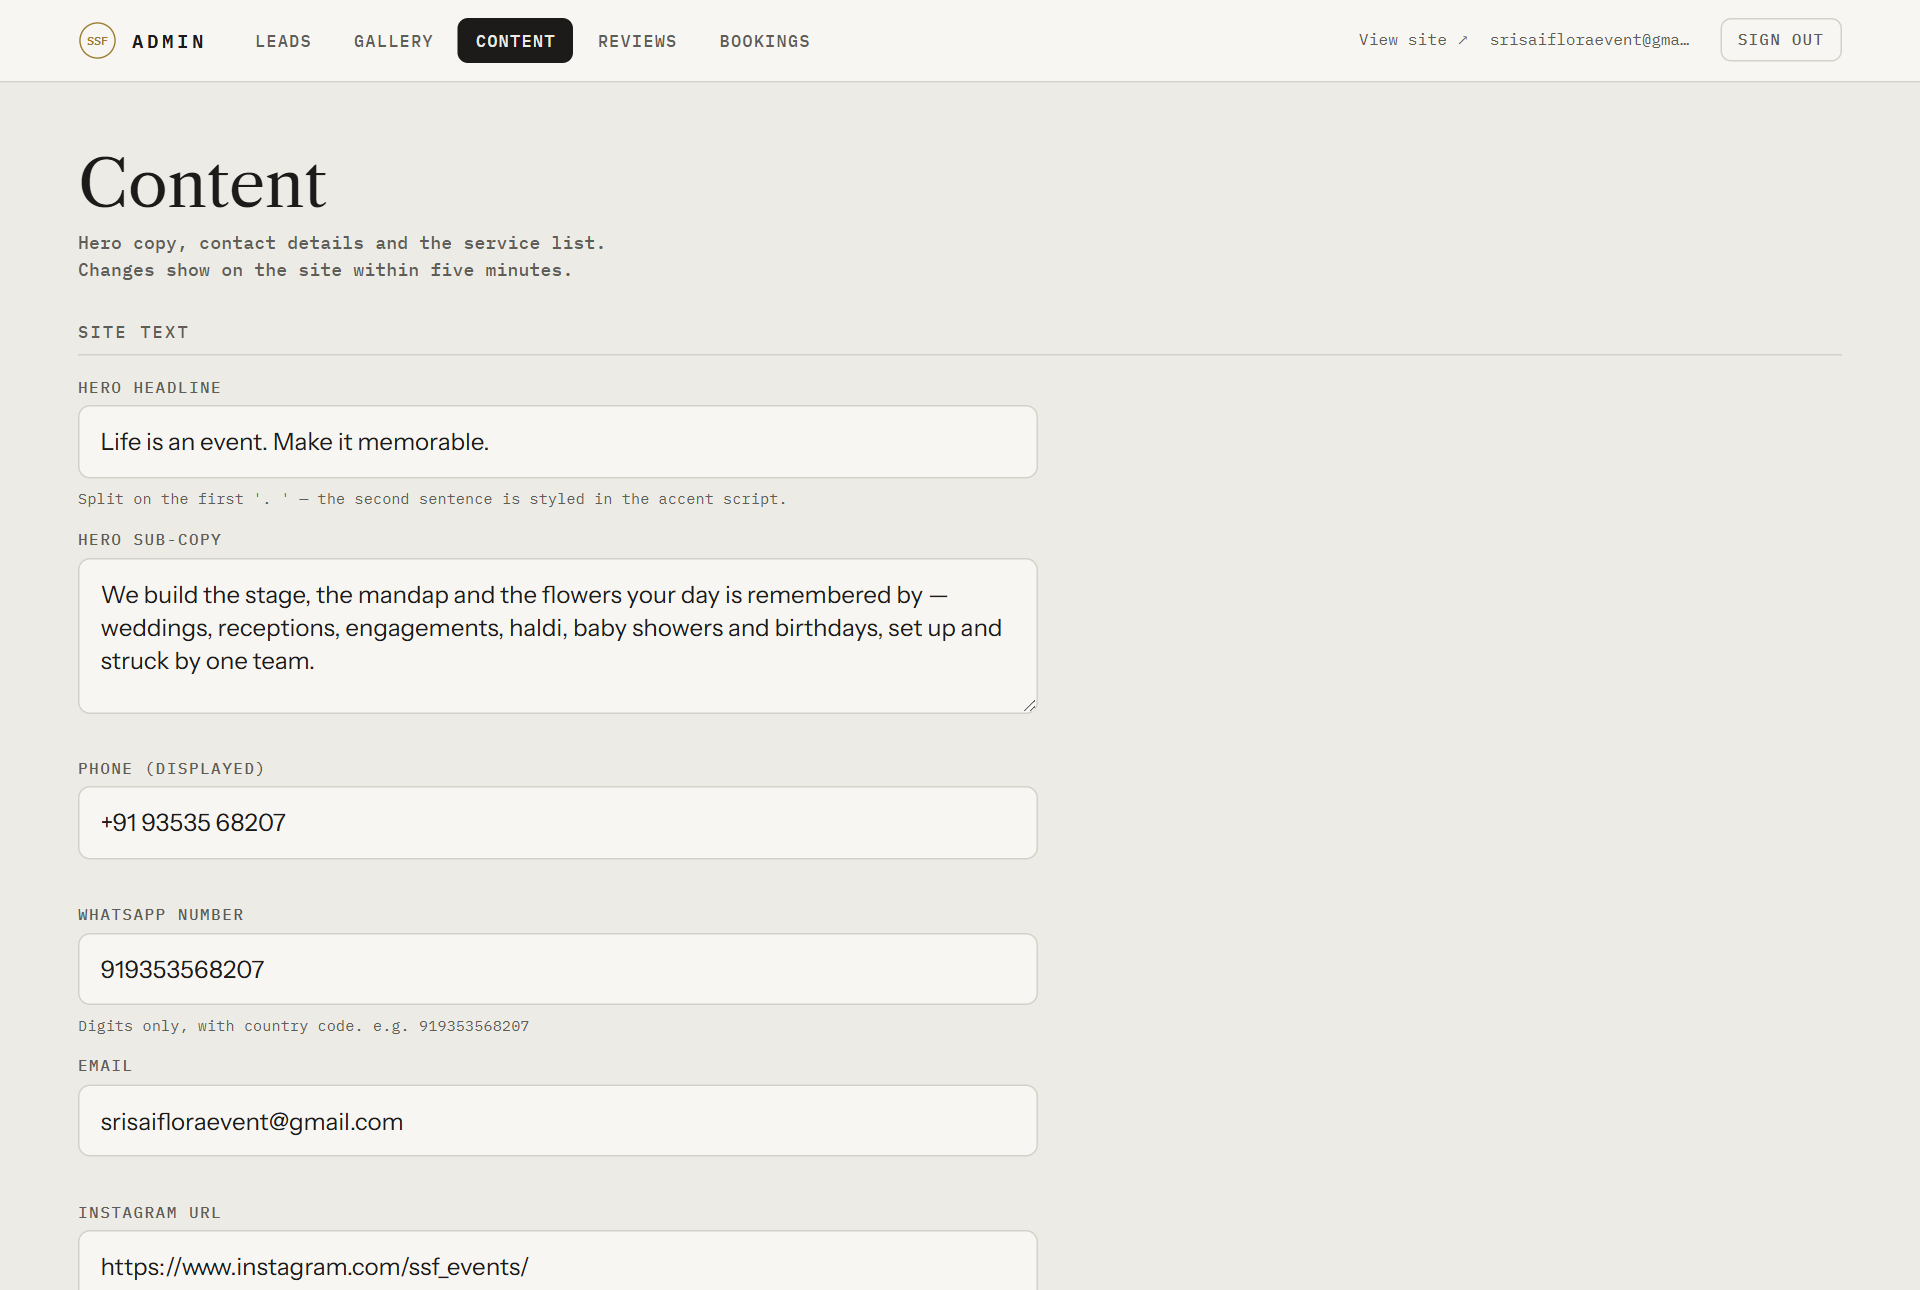 SSF ADMIN LEADS GALLERY CONTENT REVIEWS BOOKINGS View site ↗ srisaifloraevent@gma… SIGN OUT
Content
Hero copy, contact details and the service list.
Changes show on the site within five minutes.
SITE TEXT
HERO HEADLINE
Life is an event. Make it memorable.
Split on the first '. ' — the second sentence is styled in the accent script.
HERO SUB-COPY
We build the stage, the mandap and the flowers your day is remembered by —
weddings, receptions, engagements, haldi, baby showers and birthdays, set up and
struck by one team.
PHONE (DISPLAYED)
+91 93535 68207
WHATSAPP NUMBER
919353568207
Digits only, with country code. e.g. 919353568207
EMAIL
srisaifloraevent@gmail.com
INSTAGRAM URL
https://www.instagram.com/ssf_events/